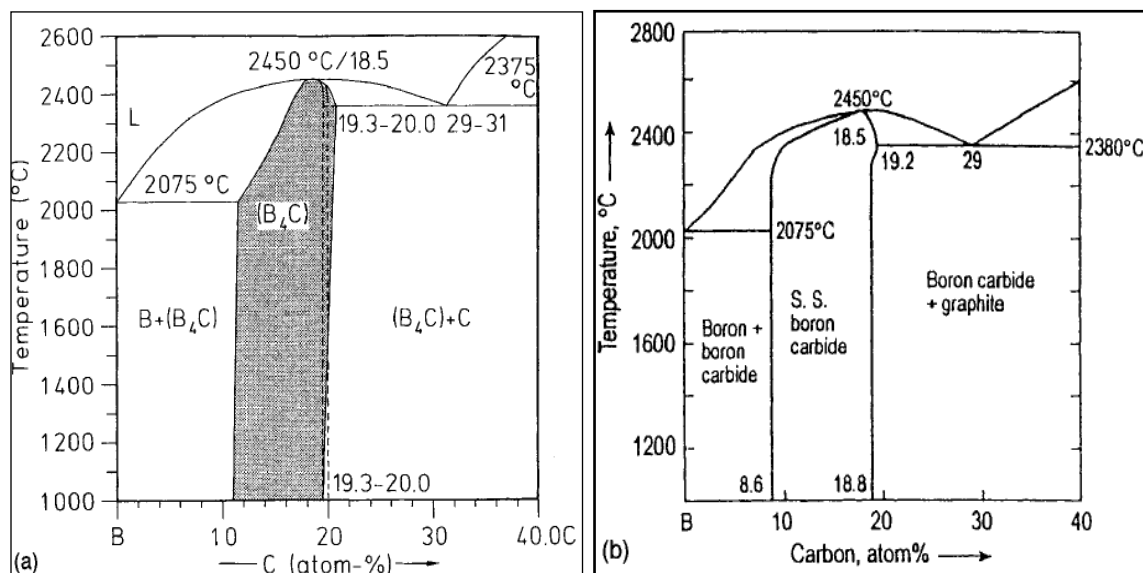 2600
2400
2200
2000
1800
1600
1400
1200
1000
Temperature (°C)
2450 °C/18.5
2375
°C
L
19.3-20.0
29-31
2075 °C
(B4C)
B+(B4C)
(B4C)+C
19.3-20.0
B
10
20
30
40.0C
C (atom-%)
(a)
2800
2400
2000
1600
1200
Temperature, °C
2450°C
18.5
19.2
29
2380°C
2075°C
Boron +
boron
carbide
S. S.
boron
carbide
Boron carbide
+ graphite
8.6
18.8
B
10
20
30
40
Carbon, atom%
(b)